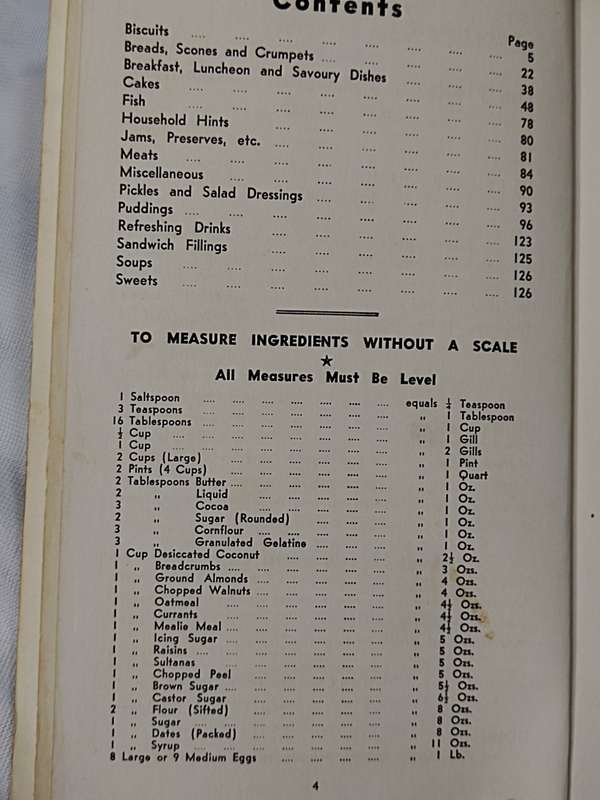 Contents
Page
Biscuits .... .... .... .... .... .... .... .... 5
Breads, Scones and Crumpets .... .... .... .... .... 22
Breakfast, Luncheon and Savoury Dishes .... .... .... 38
Cakes .... .... .... .... .... .... .... .... 48
Fish .... .... .... .... .... .... .... .... 78
Household Hints .... .... .... .... .... .... 80
Jams, Preserves, etc. .... .... .... .... .... .... 81
Meats .... .... .... .... .... .... .... .... 84
Miscellaneous .... .... .... .... .... .... .... 90
Pickles and Salad Dressings .... .... .... .... .... 93
Puddings .... .... .... .... .... .... .... .... 96
Refreshing Drinks .... .... .... .... .... .... 123
Sandwich Fillings .... .... .... .... .... .... 125
Soups .... .... .... .... .... .... .... .... 126
Sweets .... .... .... .... .... .... .... .... 126
TO MEASURE INGREDIENTS WITHOUT A SCALE
★
All Measures Must Be Level
1 Saltspoon .... .... .... .... .... .... equals ¼ Teaspoon
3 Teaspoons .... .... .... .... .... .... „ 1 Tablespoon
16 Tablespoons .... .... .... .... .... .... „ 1 Cup
½ Cup .... .... .... .... .... .... .... „ 1 Gill
1 Cup .... .... .... .... .... .... .... „ 2 Gills
2 Cups (Large) .... .... .... .... .... „ 1 Pint
2 Pints (4 Cups) .... .... .... .... .... „ 1 Quart
2 Tablespoons Butter .... .... .... .... .... „ 1 Oz.
2 „ Liquid .... .... .... .... „ 1 Oz.
3 „ Cocoa .... .... .... .... „ 1 Oz.
2 „ Sugar (Rounded) .... .... .... „ 1 Oz.
3 „ Cornflour .... .... .... .... „ 1 Oz.
3 „ Granulated Gelatine .... .... .... „ 1 Oz.
1 Cup Desiccated Coconut .... .... .... .... „ 2½ Oz.
1 „ Breadcrumbs .... .... .... .... .... „ 3 Ozs.
1 „ Ground Almonds .... .... .... .... „ 4 Ozs.
1 „ Chopped Walnuts .... .... .... .... „ 4 Ozs.
1 „ Oatmeal .... .... .... .... .... „ 4½ Ozs.
1 „ Currants .... .... .... .... .... „ 4½ Ozs.
1 „ Mealie Meal .... .... .... .... .... „ 4½ Ozs.
1 „ Icing Sugar .... .... .... .... .... „ 5 Ozs.
1 „ Raisins .... .... .... .... .... .... „ 5 Ozs.
1 „ Sultanas .... .... .... .... .... „ 5 Ozs.
1 „ Chopped Peel .... .... .... .... .... „ 5 Ozs.
1 „ Brown Sugar .... .... .... .... .... „ 5½ Ozs.
1 „ Castor Sugar .... .... .... .... .... „ 6½ Ozs.
2 „ Flour (Sifted) .... .... .... .... .... „ 8 Ozs.
1 „ Sugar .... .... .... .... .... .... „ 8 Ozs.
1 „ Dates (Packed) .... .... .... .... „ 8 Ozs.
1 „ Syrup .... .... .... .... .... .... „ 11 Ozs.
8 Large or 9 Medium Eggs .... .... .... .... „ 1 Lb.
4